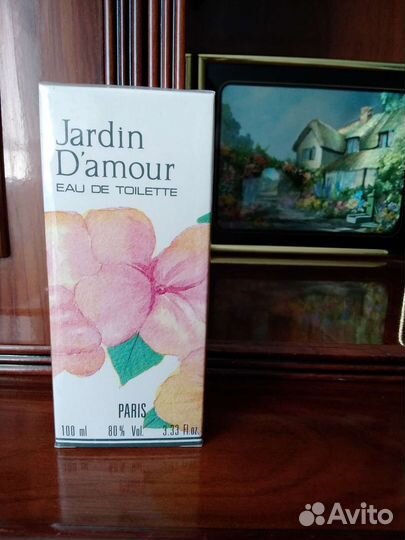 Jardin
D'amour
EAU DE TOILETTE
PARIS
100 ml 80% Vol. 3.33 Fl.oz.
Avito